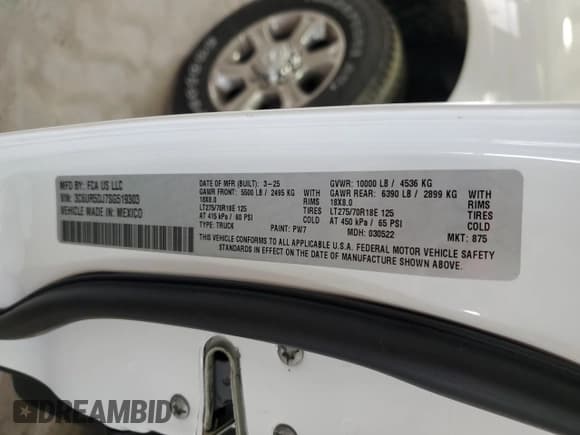 MFD. BY: FCA US LLC
VIN: 3C6UR5DJ7SG519303
VEHICLE MADE IN: MEXICO
DATE OF MFR (BUILT): 3-25
GAWR FRONT: 5500 LB / 2495 KG WITH
18X8.0 RIMS
LT275/70R18E 125 TIRES
AT 415 kPa / 60 PSI COLD
TYPE: TRUCK PAINT: PW7
GVWR: 10000 LB / 4536 KG
GAWR REAR: 6390 LB / 2899 KG WITH
18X8.0 RIMS
LT275/70R18E 125 TIRES
AT 450 kPa / 65 PSI COLD
MDH: 030522 MKT: 875
THIS VEHICLE CONFORMS TO ALL APPLICABLE U.S.A. FEDERAL MOTOR VEHICLE SAFETY
STANDARDS IN EFFECT ON THE DATE OF MANUFACTURE SHOWN ABOVE.
DREAMBID